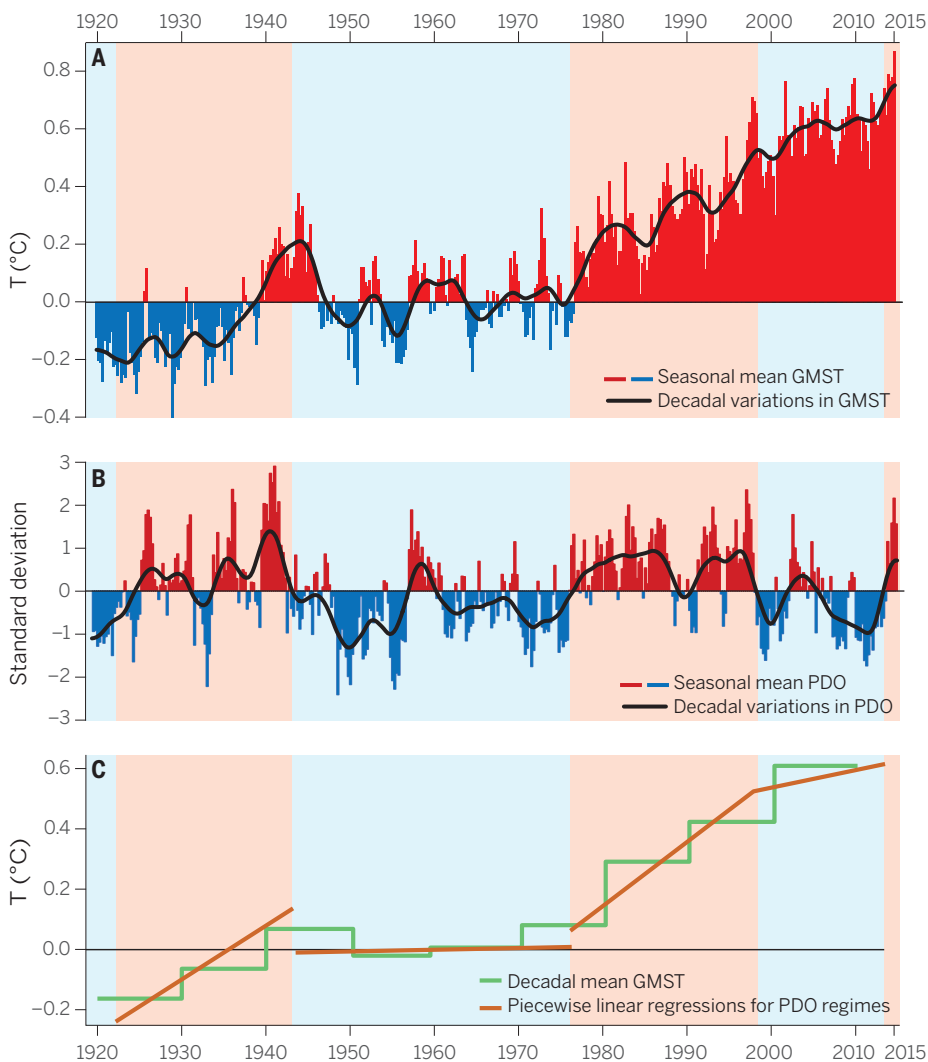 1920 1930 1940 1950 1960 1970 1980 1990 2000 2010 2015
A
T (°C)
0.8
0.6
0.4
0.2
0.0
−0.2
−0.4
Seasonal mean GMST
Decadal variations in GMST
B
Standard deviation
3
2
1
0
−1
−2
−3
Seasonal mean PDO
Decadal variations in PDO
C
T (°C)
0.6
0.4
0.2
0.0
−0.2
Decadal mean GMST
Piecewise linear regressions for PDO regimes
1920 1930 1940 1950 1960 1970 1980 1990 2000 2010 2015